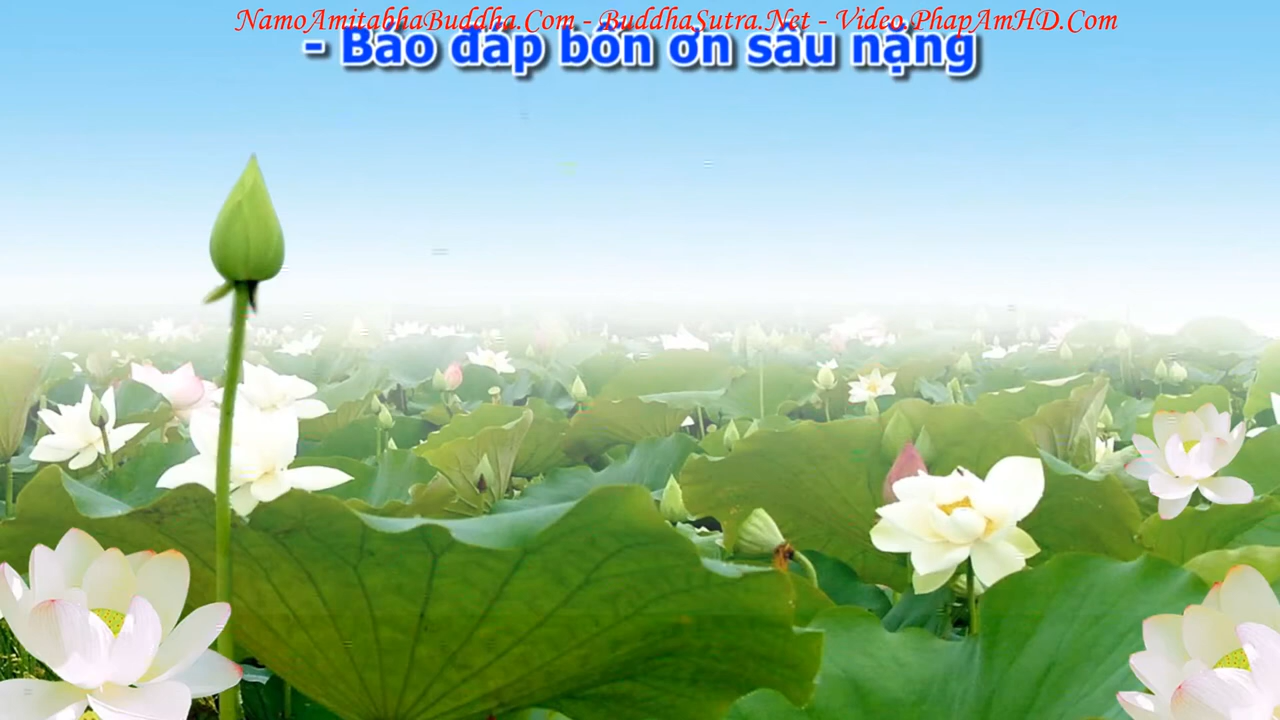 NamoAmitabhaBuddha.Com - BuddhaSutra.Net - Video.PhapAmHD.Com
- Báo đáp bốn ơn sâu nặng